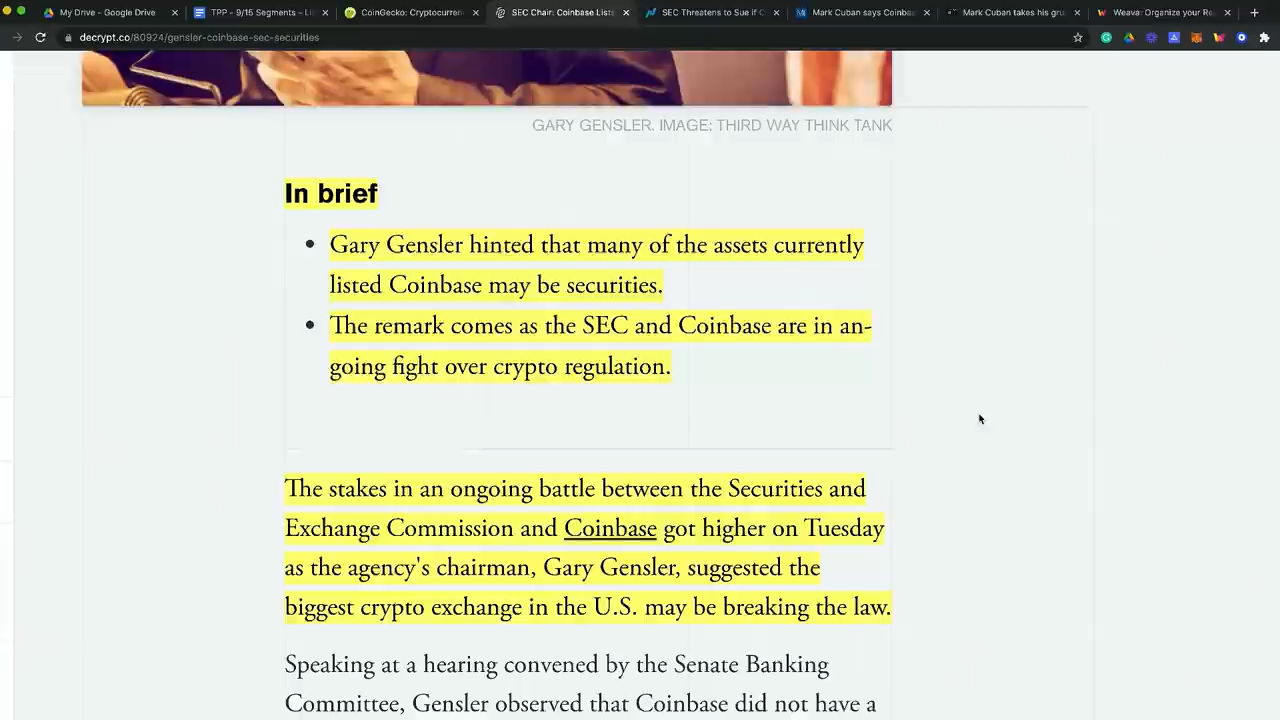 My Drive - Google Drive
TPP - 9/15 Segments - Li
CoinGecko: Cryptocurren
SEC Chair: Coinbase Lists
SEC Threatens to Sue if C
Mark Cuban says Coinbas
Mark Cuban takes his gru
Weava: Organize your Re
decrypt.co/80924/gensler-coinbase-sec-securities
GARY GENSLER. IMAGE: THIRD WAY THINK TANK
In brief
Gary Gensler hinted that many of the assets currently
listed Coinbase may be securities.
The remark comes as the SEC and Coinbase are in an-
going fight over crypto regulation.
The stakes in an ongoing battle between the Securities and
Exchange Commission and Coinbase got higher on Tuesday
as the agency's chairman, Gary Gensler, suggested the
biggest crypto exchange in the U.S. may be breaking the law.
Speaking at a hearing convened by the Senate Banking
Committee, Gensler observed that Coinbase did not have a